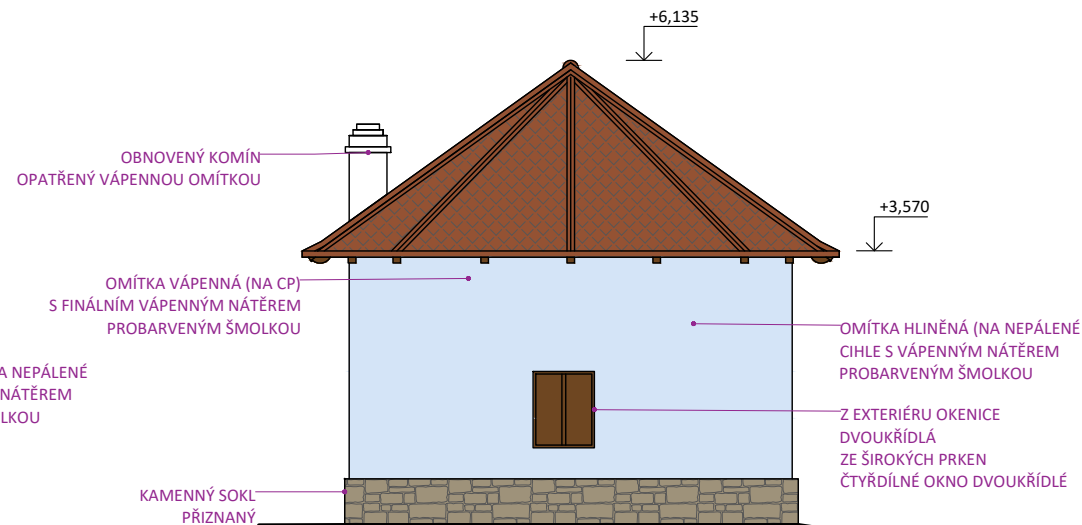 +6,135
OBNOVENÝ KOMÍN
OPATŘENÝ VÁPENNOU OMÍTKOU
+3,570
OMÍTKA VÁPENNÁ (NA CP)
S FINÁLNÍM VÁPENNÝM NÁTĚREM
PROBARVENÝM ŠMOLKOU
OMÍTKA HLINĚNÁ (NA NEPÁLENÉ
CIHLE S VÁPENNÝM NÁTĚREM
PROBARVENÝM ŠMOLKOU
A NEPÁLENÉ
NÁTĚREM
LKOU
Z EXTERIÉRU OKENICE
DVOUKŘÍDLÁ
ZE ŠIROKÝCH PRKEN
ČTYŘDÍLNÉ OKNO DVOUKŘÍDLÉ
KAMENNÝ SOKL
PŘIZNANÝ